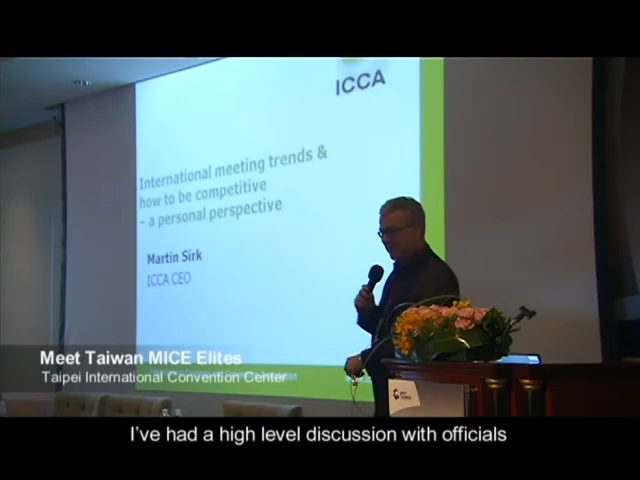 ICCA
International meeting trends &
how to be competitive
– a personal perspective
Martin Sirk
ICCA CEO
Meet Taiwan MICE Elites
Taipei International Convention Center
I've had a high level discussion with officials